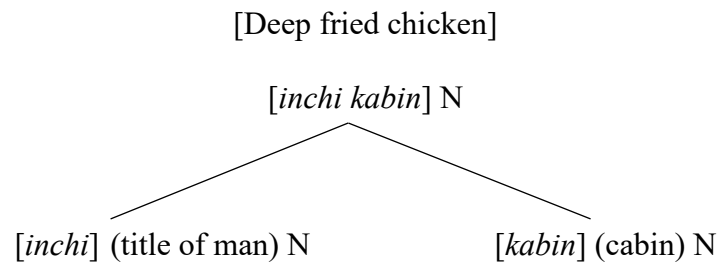 [Deep fried chicken]
[inchi kabin] N
[inchi] (title of man) N [kabin] (cabin) N